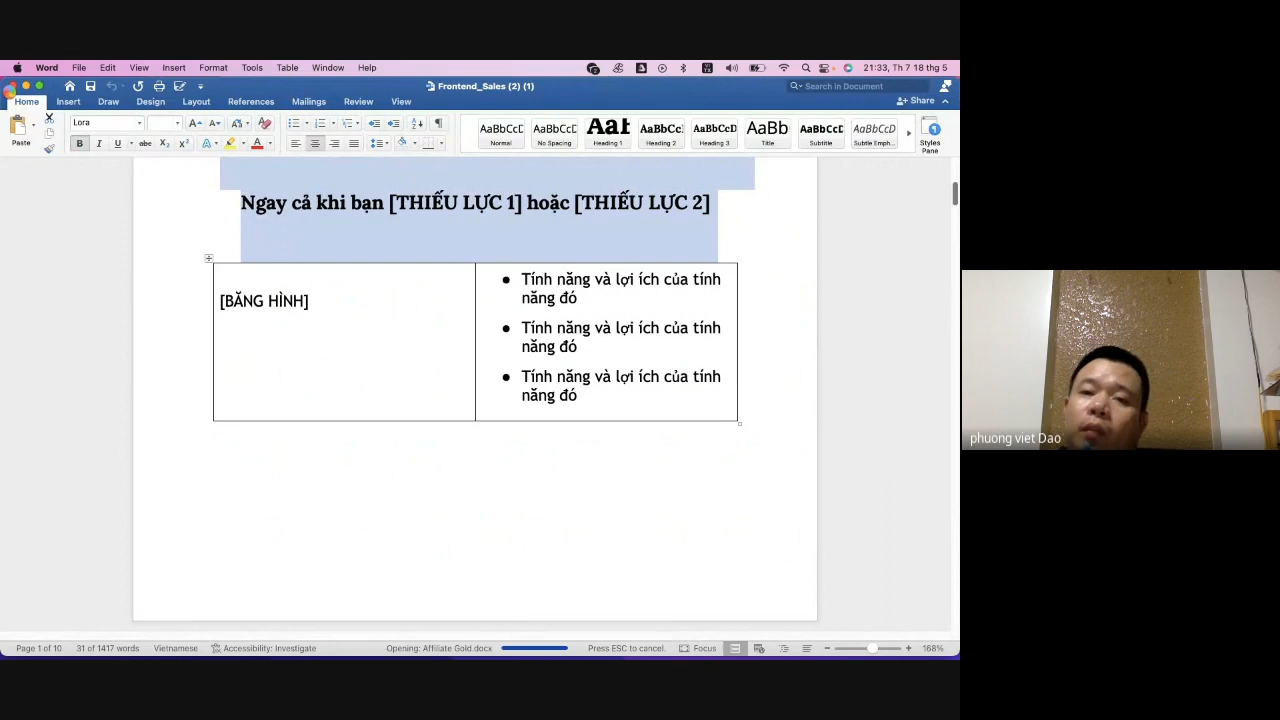 Word File Edit View Insert Format Tools Table Window Help 21:33, Th 7 18 thg 5
Frontend_Sales (2) (1) Search in Document
Home Insert Draw Design Layout References Mailings Review View Share
Paste Lora
AaBbCcD AaBbCcD AaBb AaBbCc AaBbCcD AaBb AaBbCcD AaBbCcD
Normal No Spacing Heading 1 Heading 2 Heading 3 Title Subtitle Subtle Emph... Styles Pane
Ngay cả khi bạn [THIẾU LỰC 1] hoặc [THIẾU LỰC 2]
[BĂNG HÌNH]
● Tính năng và lợi ích của tính
năng đó
● Tính năng và lợi ích của tính
năng đó
● Tính năng và lợi ích của tính
năng đó
Page 1 of 10 31 of 1417 words Vietnamese Accessibility: Investigate Opening: Affiliate Gold.docx Press ESC to cancel. Focus 168%
phuong viet Dao